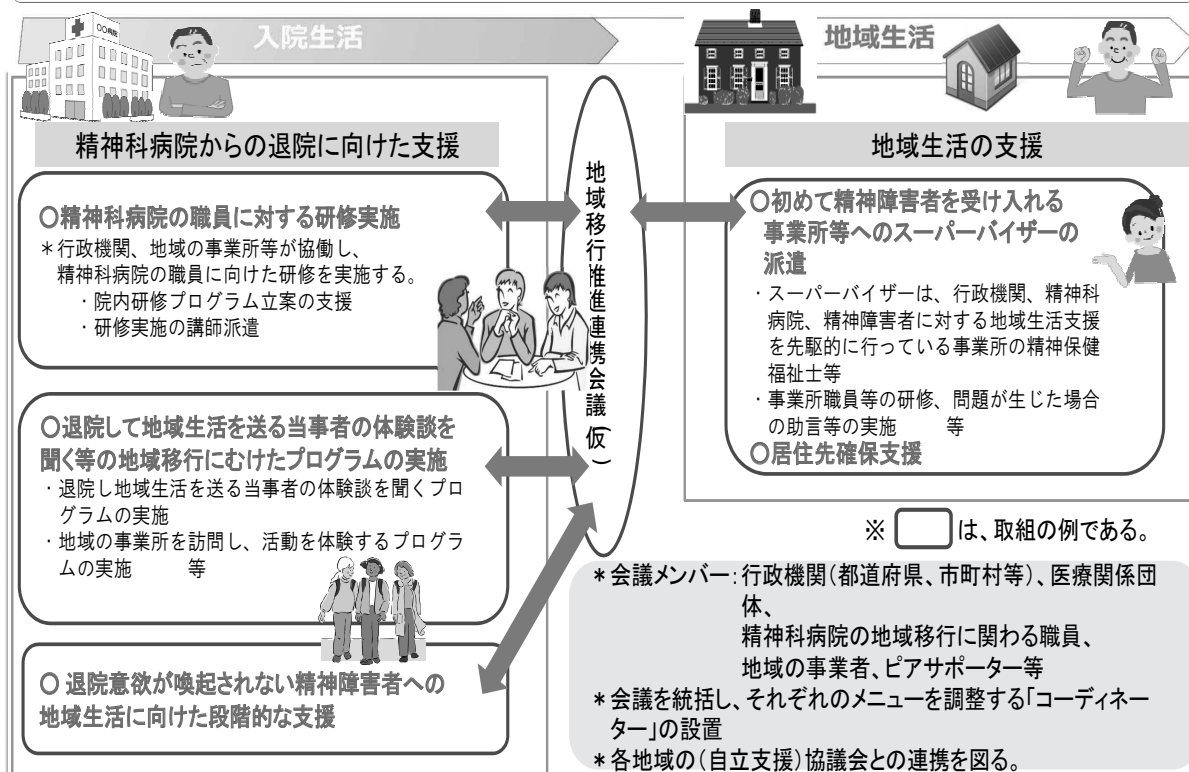 〇〇病院
入院生活
地域生活
精神科病院からの退院に向けた支援
○精神科病院の職員に対する研修実施
＊行政機関、地域の事業所等が協働し、
精神科病院の職員に向けた研修を実施する。
・院内研修プログラム立案の支援
・研修実施の講師派遣
○退院して地域生活を送る当事者の体験談を
聞く等の地域移行にむけたプログラムの実施
・退院し地域生活を送る当事者の体験談を聞くプロ
グラムの実施
・地域の事業所を訪問し、活動を体験するプログラ
ムの実施　　等
○ 退院意欲が喚起されない精神障害者への
地域生活に向けた段階的な支援
地域移行推進連携会議（仮）
地域生活の支援
○初めて精神障害者を受け入れる
事業所等へのスーパーバイザーの
派遣
・スーパーバイザーは、行政機関、精神科
病院、精神障害者に対する地域生活支援
を先駆的に行っている事業所の精神保健
福祉士等
・事業所職員等の研修、問題が生じた場合
の助言等の実施　　等
○居住先確保支援
※　　は、取組の例である。
＊会議メンバー：行政機関（都道府県、市町村等）、医療関係団
体、
精神科病院の地域移行に関わる職員、
地域の事業者、ピアサポーター等
＊会議を統括し、それぞれのメニューを調整する「コーディネー
ター」の設置
＊各地域の（自立支援）協議会との連携を図る。